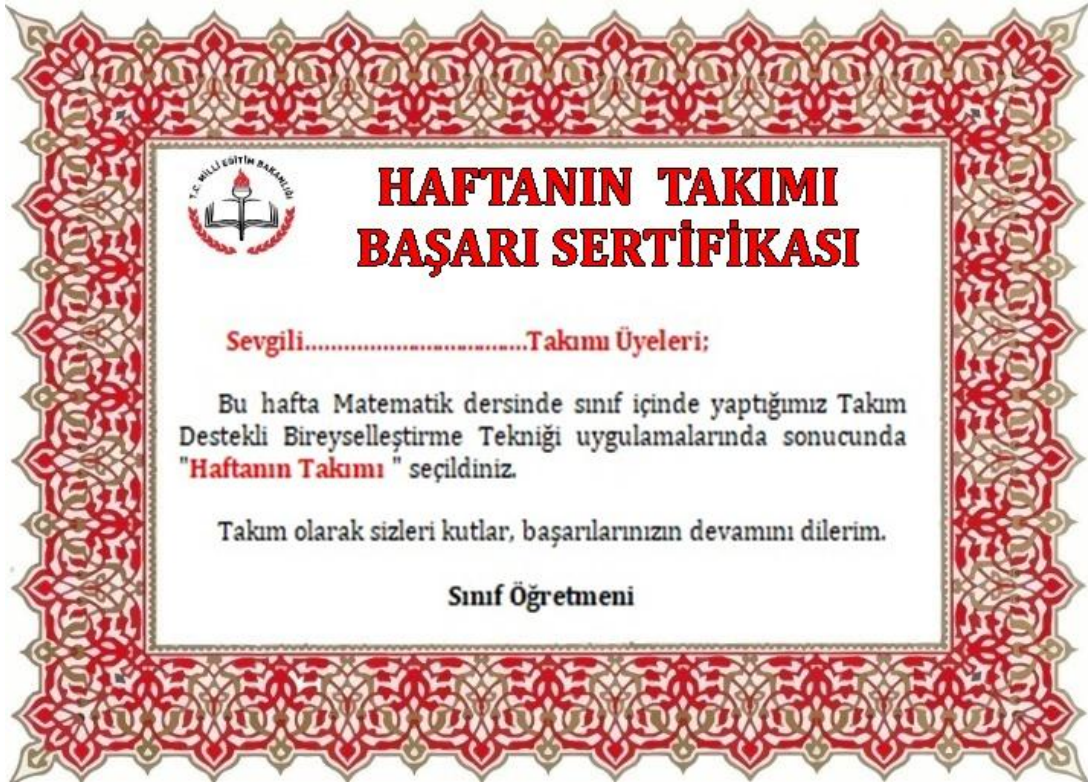 T.C. MİLLİ EĞİTİM BAKANLIĞI
HAFTANIN TAKIMI
BAŞARI SERTİFİKASI
Sevgili..................................Takımı Üyeleri;
Bu hafta Matematik dersinde sınıf içinde yaptığımız Takım
Destekli Bireyselleştirme Tekniği uygulamalarında sonucunda
"Haftanın Takımı " seçildiniz.
Takım olarak sizleri kutlar, başarılarınızın devamını dilerim.
Sınıf Öğretmeni